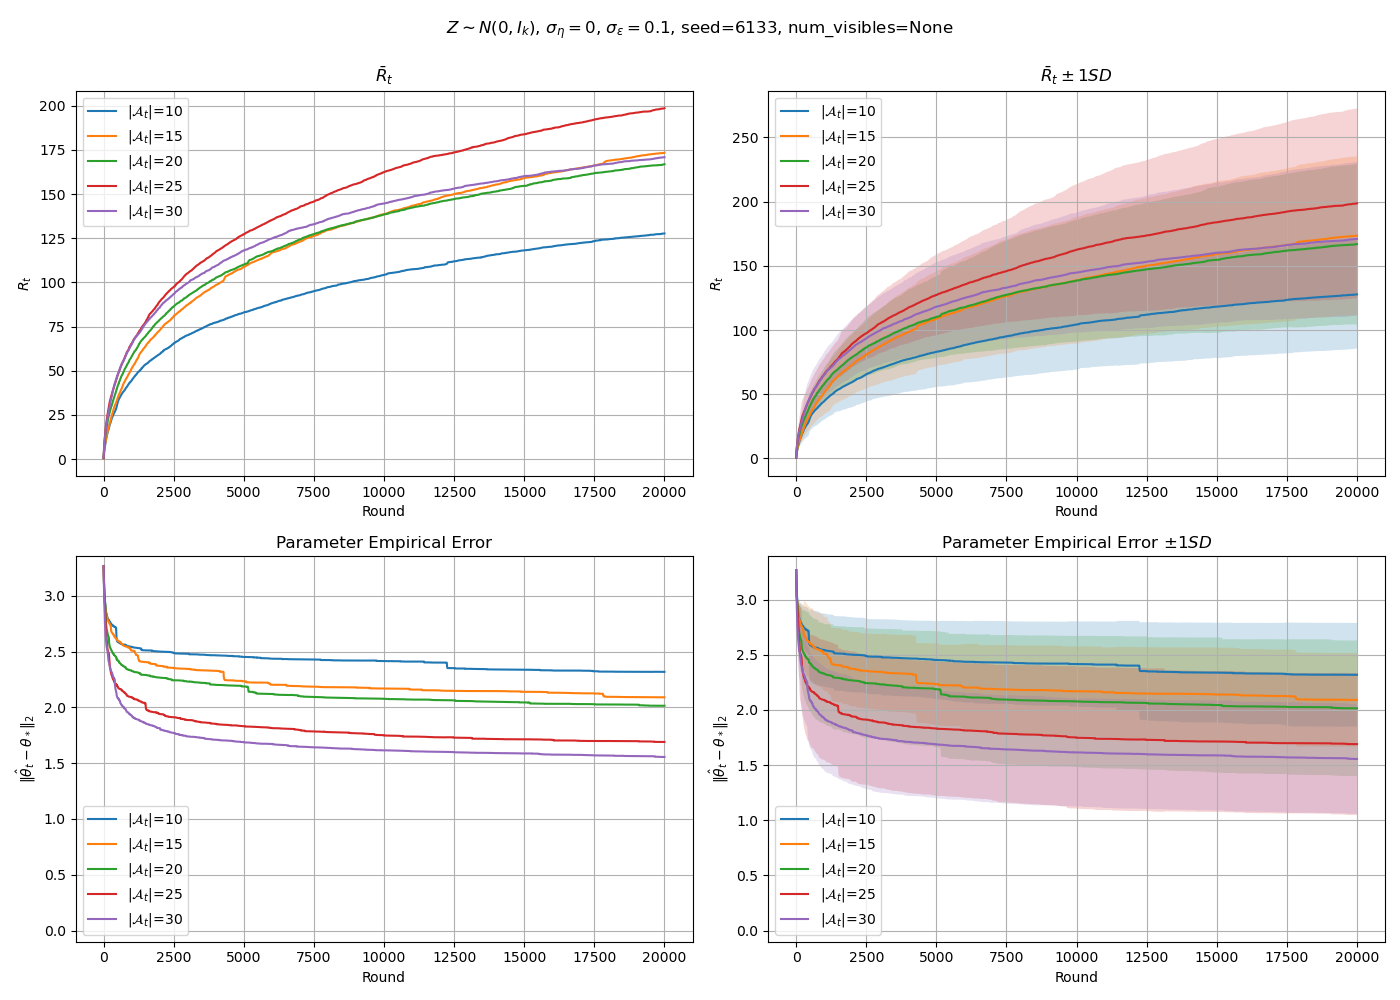 Z ∼ N(0, I_k), σ_η = 0, σ_ε = 0.1, seed=6133, num_visibles=None
R̄_t
R_t
200
175
150
125
100
75
50
25
0
|𝒜_t|=10
|𝒜_t|=15
|𝒜_t|=20
|𝒜_t|=25
|𝒜_t|=30
0 2500 5000 7500 10000 12500 15000 17500 20000
Round
R̄_t ± 1SD
R_t
250
200
150
100
50
0
|𝒜_t|=10
|𝒜_t|=15
|𝒜_t|=20
|𝒜_t|=25
|𝒜_t|=30
0 2500 5000 7500 10000 12500 15000 17500 20000
Round
Parameter Empirical Error
‖θ̂_t − θ*‖₂
3.0
2.5
2.0
1.5
1.0
0.5
0.0
|𝒜_t|=10
|𝒜_t|=15
|𝒜_t|=20
|𝒜_t|=25
|𝒜_t|=30
0 2500 5000 7500 10000 12500 15000 17500 20000
Round
Parameter Empirical Error ±1SD
‖θ̂_t − θ*‖₂
3.0
2.5
2.0
1.5
1.0
0.5
0.0
|𝒜_t|=10
|𝒜_t|=15
|𝒜_t|=20
|𝒜_t|=25
|𝒜_t|=30
0 2500 5000 7500 10000 12500 15000 17500 20000
Round